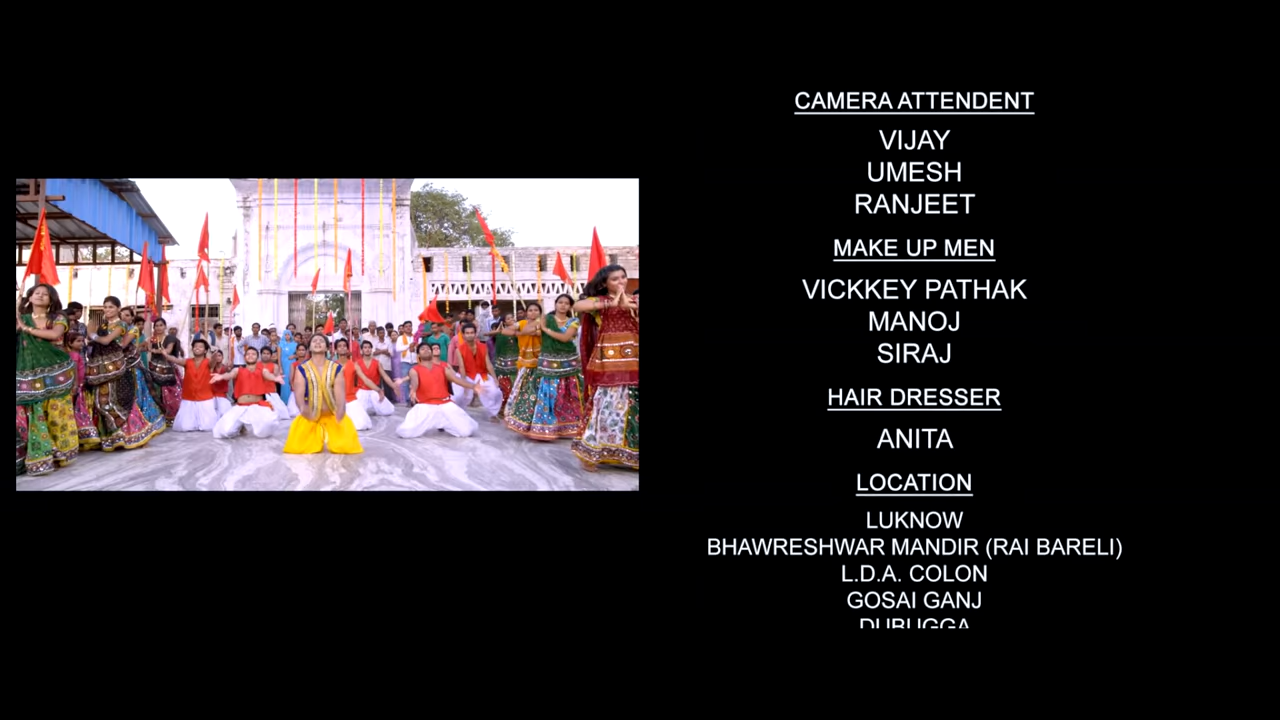 CAMERA ATTENDENT
VIJAY
UMESH
RANJEET
MAKE UP MEN
VICKKEY PATHAK
MANOJ
SIRAJ
HAIR DRESSER
ANITA
LOCATION
LUKNOW
BHAWRESHWAR MANDIR (RAI BARELI)
L.D.A. COLON
GOSAI GANJ
DUBUGGA